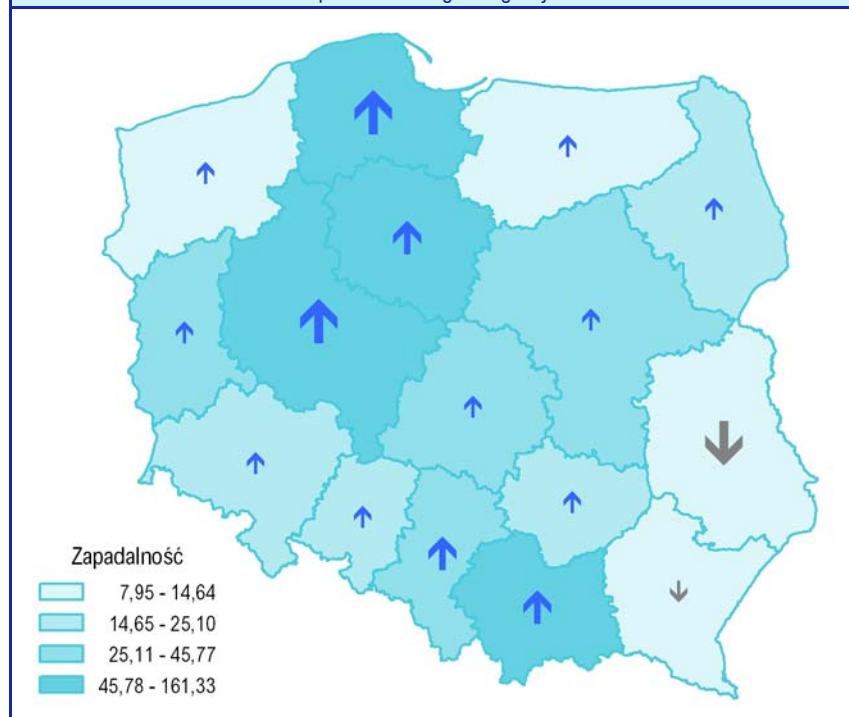 Zapadalność
7,95 - 14,64
14,65 - 25,10
25,11 - 45,77
45,78 - 161,33